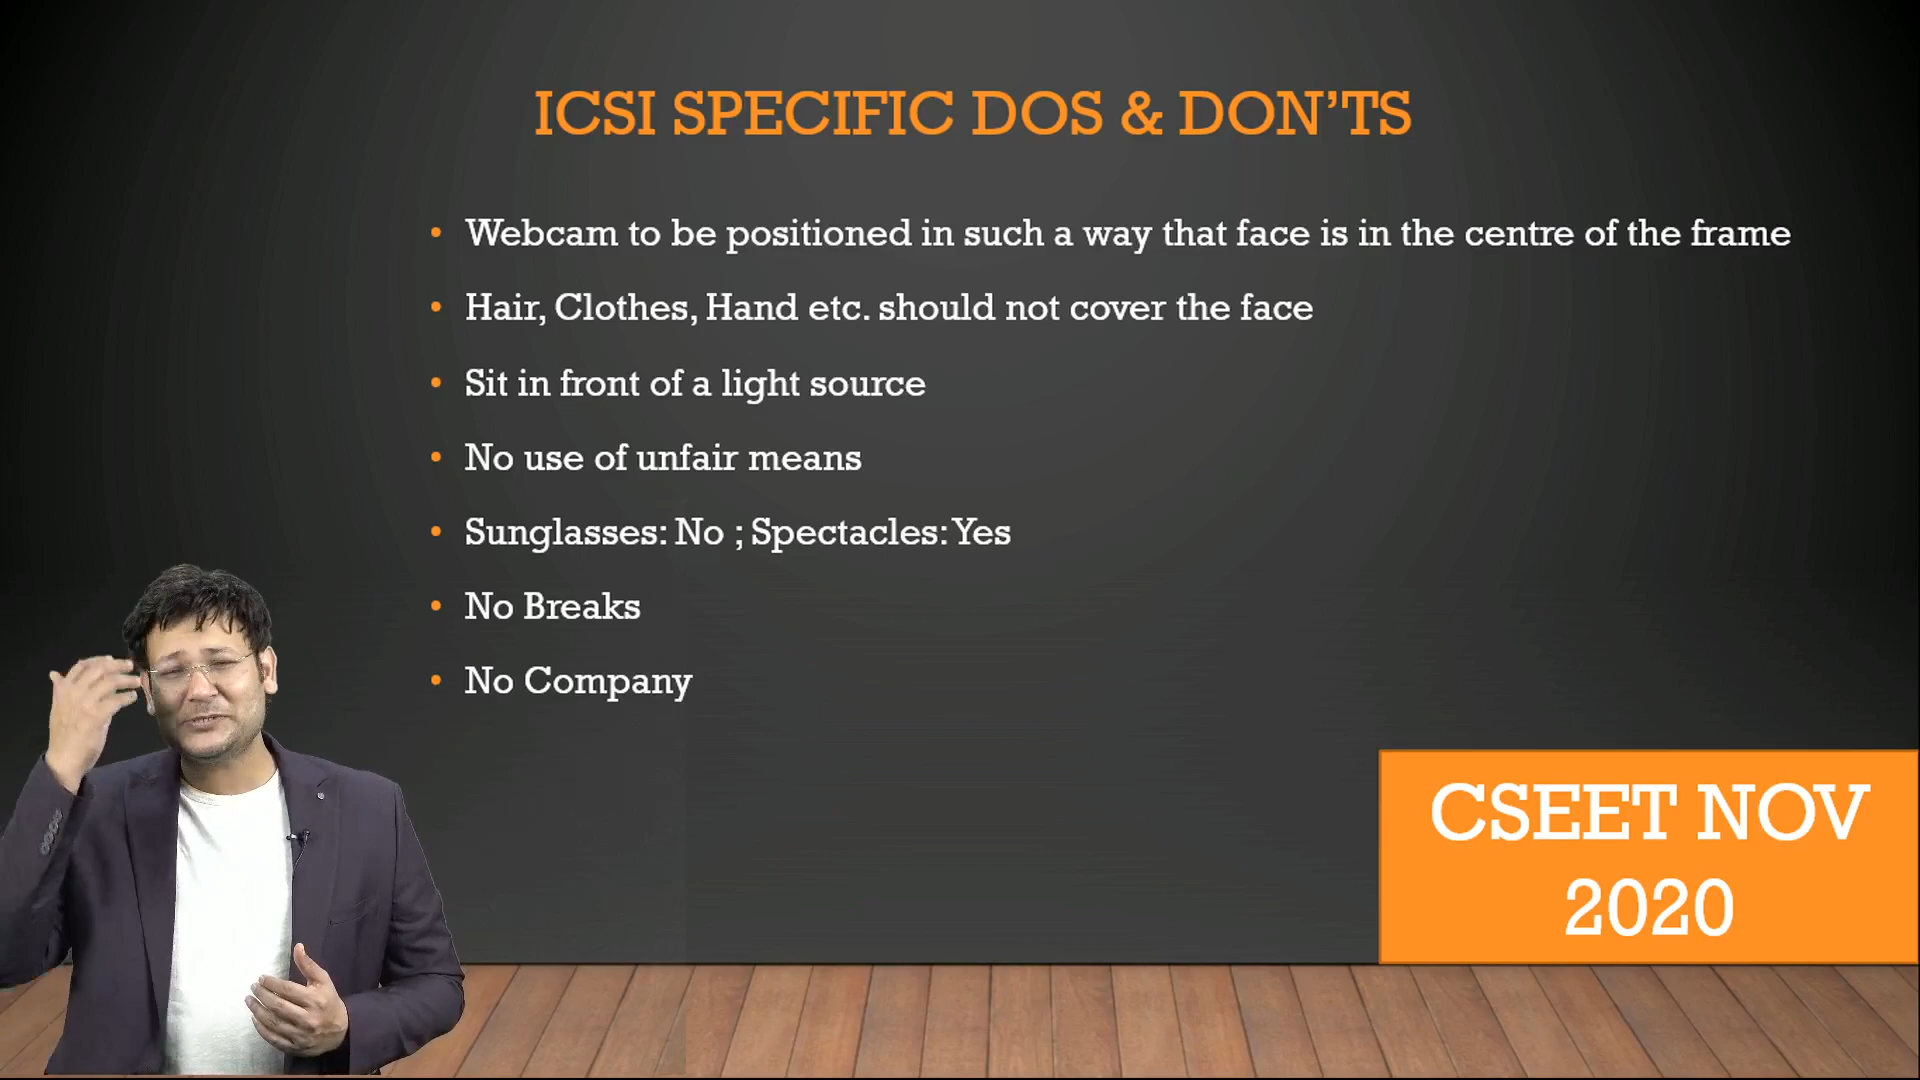 ICSI SPECIFIC DOS & DON'TS
• Webcam to be positioned in such a way that face is in the centre of the frame
• Hair, Clothes, Hand etc. should not cover the face
• Sit in front of a light source
• No use of unfair means
• Sunglasses: No ; Spectacles: Yes
• No Breaks
• No Company
CSEET NOV
2020